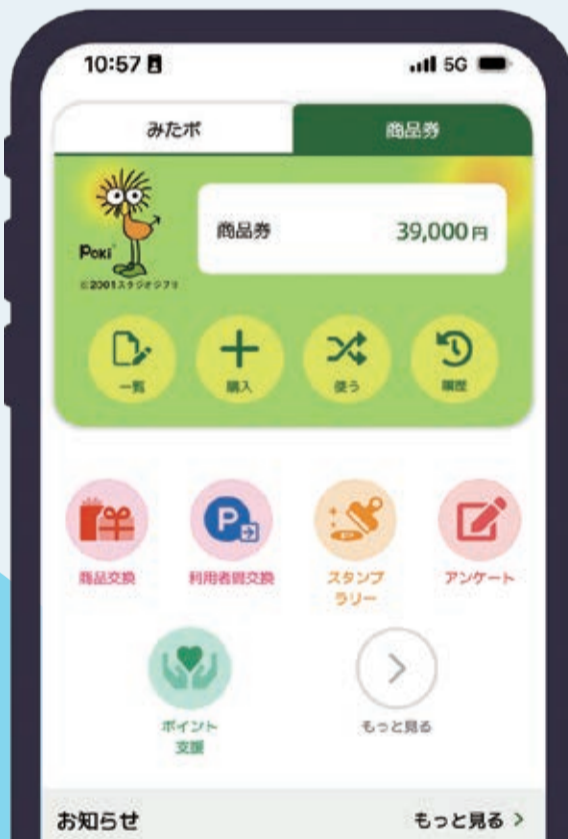 10:57
5G
みたポ
商品券
商品券
39,000円
Poki
©2001スタジオジブリ
一覧
購入
使う
履歴
商品交換
利用者間交換
スタンプ
ラリー
アンケート
ポイント
支援
もっと見る
お知らせ
もっと見る >